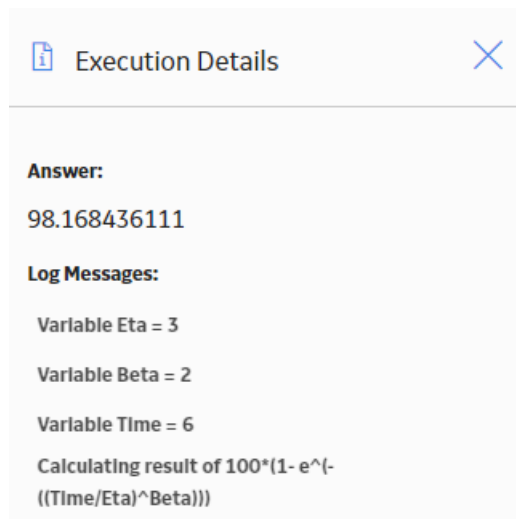 Execution Details
Answer:
98.168436111
Log Messages:
Variable Eta = 3
Variable Beta = 2
Variable Time = 6
Calculating result of 100*(1- e^(-
((Time/Eta)^Beta)))